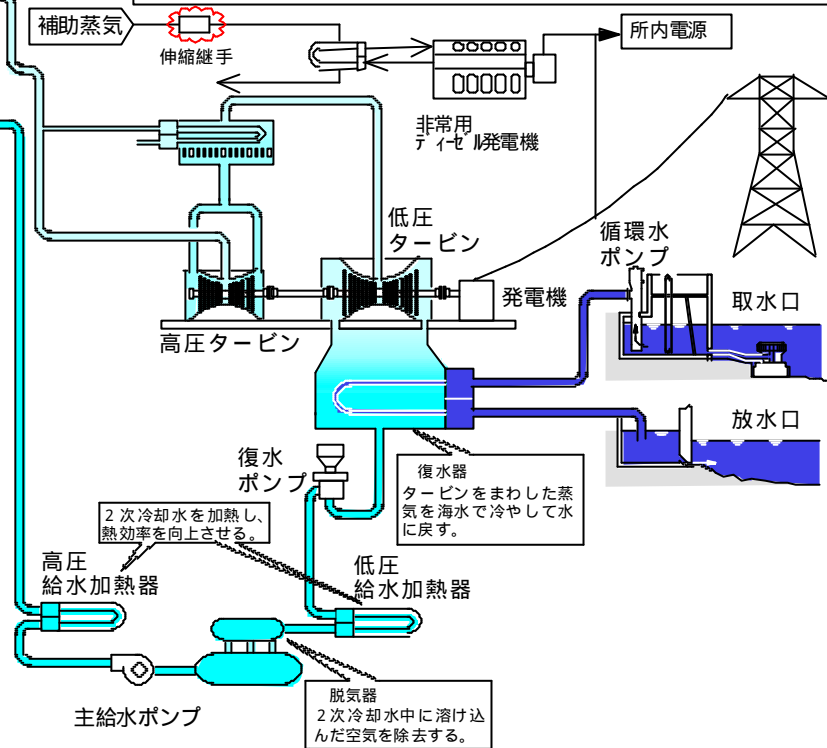 補助蒸気
伸縮継手
所内電源
非常用
ディーゼル発電機
低圧
タービン
循環水
ポンプ
発電機
取水口
高圧タービン
放水口
復水
ポンプ
復水器
タービンをまわした蒸
気を海水で冷やして水
に戻す。
2次冷却水を加熱し、
熱効率を向上させる。
高圧
給水加熱器
低圧
給水加熱器
脱気器
2次冷却水中に溶け込
んだ空気を除去する。
主給水ポンプ